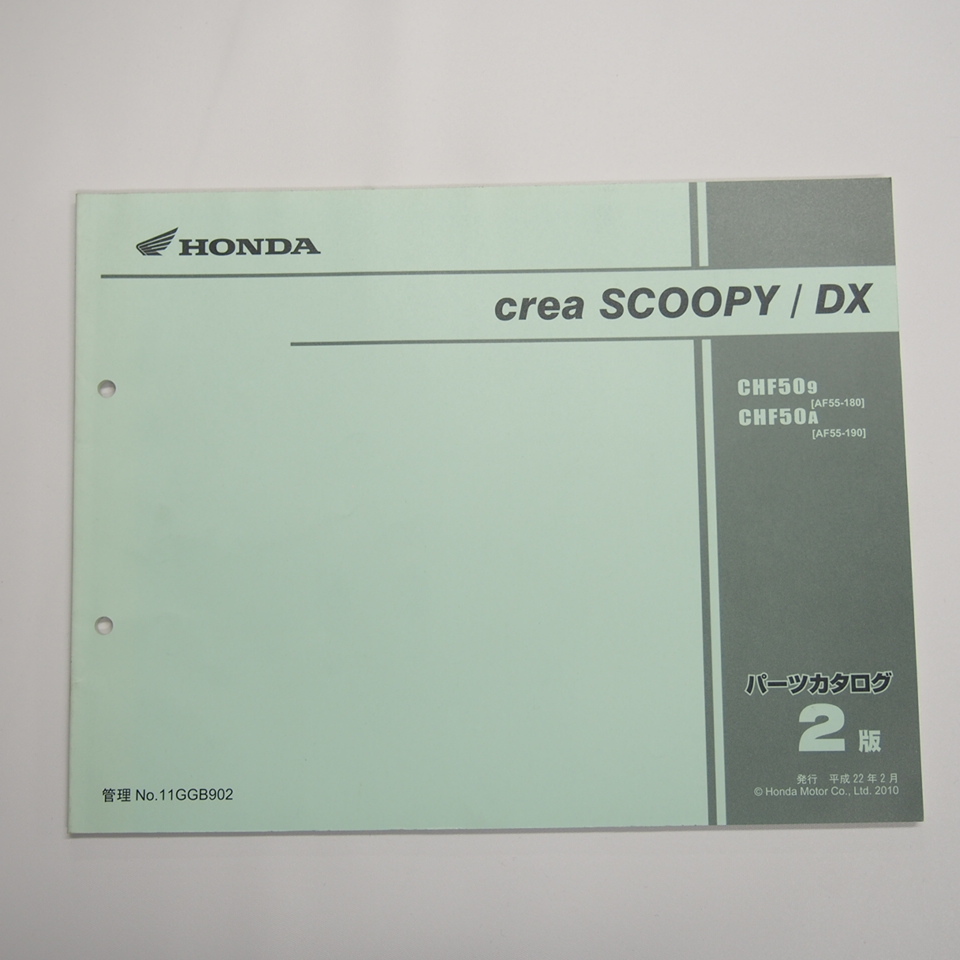 HONDA
crea SCOOPY / DX
CHF509
[AF55-180]
CHF50A
[AF55-190]
パーツカタログ
2版
発行 平成22年2月
© Honda Motor Co., Ltd. 2010
管理 No.11GGB902